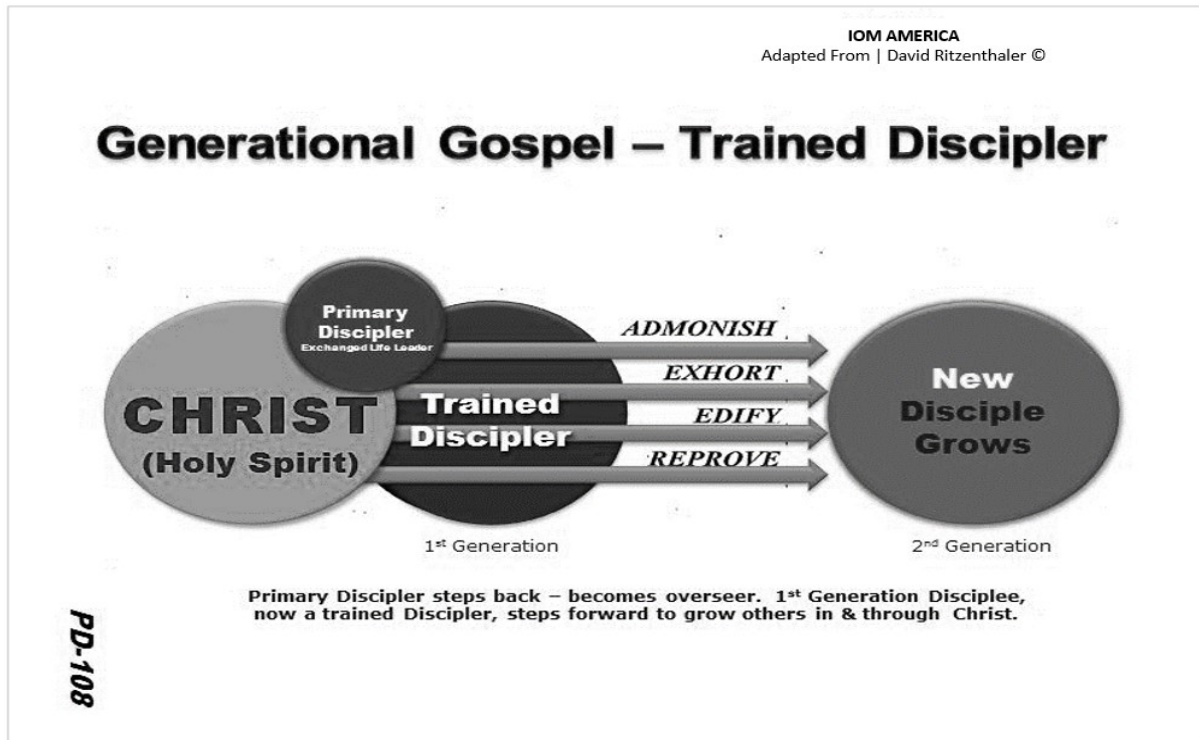 IOM AMERICA
Adapted From | David Ritzenthaler ©
Generational Gospel – Trained Discipler
Primary
Discipler
Exchanged Life Leader
CHRIST
(Holy Spirit)
Trained
Discipler
ADMONISH
EXHORT
EDIFY
REPROVE
New
Disciple
Grows
1st Generation
2nd Generation
Primary Discipler steps back – becomes overseer. 1st Generation Disciplee,
now a trained Discipler, steps forward to grow others in & through Christ.
PD-108